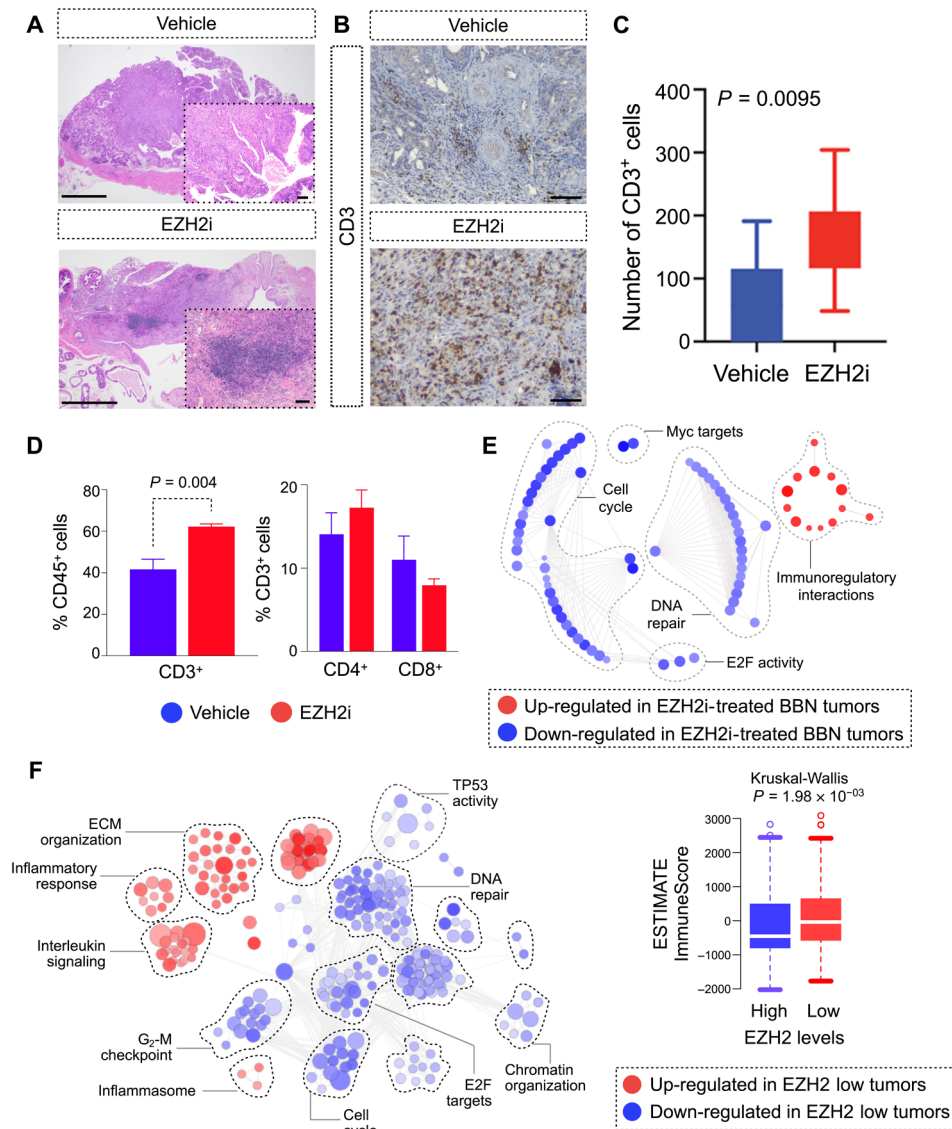 A
Vehicle
EZH2i
B
Vehicle
CD3
EZH2i
C
P = 0.0095
Number of CD3⁺ cells
400
300
200
100
0
Vehicle
EZH2i
D
P = 0.004
% CD45⁺ cells
80
60
40
20
0
CD3⁺
% CD3⁺ cells
20
10
0
CD4⁺
CD8⁺
Vehicle
EZH2i
E
Myc targets
Cell
cycle
DNA
repair
Immunoregulatory
interactions
E2F activity
Up-regulated in EZH2i-treated BBN tumors
Down-regulated in EZH2i-treated BBN tumors
F
TP53
activity
ECM
organization
Inflammatory
response
DNA
repair
Interleukin
signaling
G₂-M
checkpoint
Inflammasome
Cell
E2F
targets
Chromatin
organization
Kruskal-Wallis
P = 1.98 × 10⁻⁰³
ESTIMATE
ImmuneScore
3000
2000
1000
0
–1000
–2000
High
Low
EZH2 levels
Up-regulated in EZH2 low tumors
Down-regulated in EZH2 low tumors